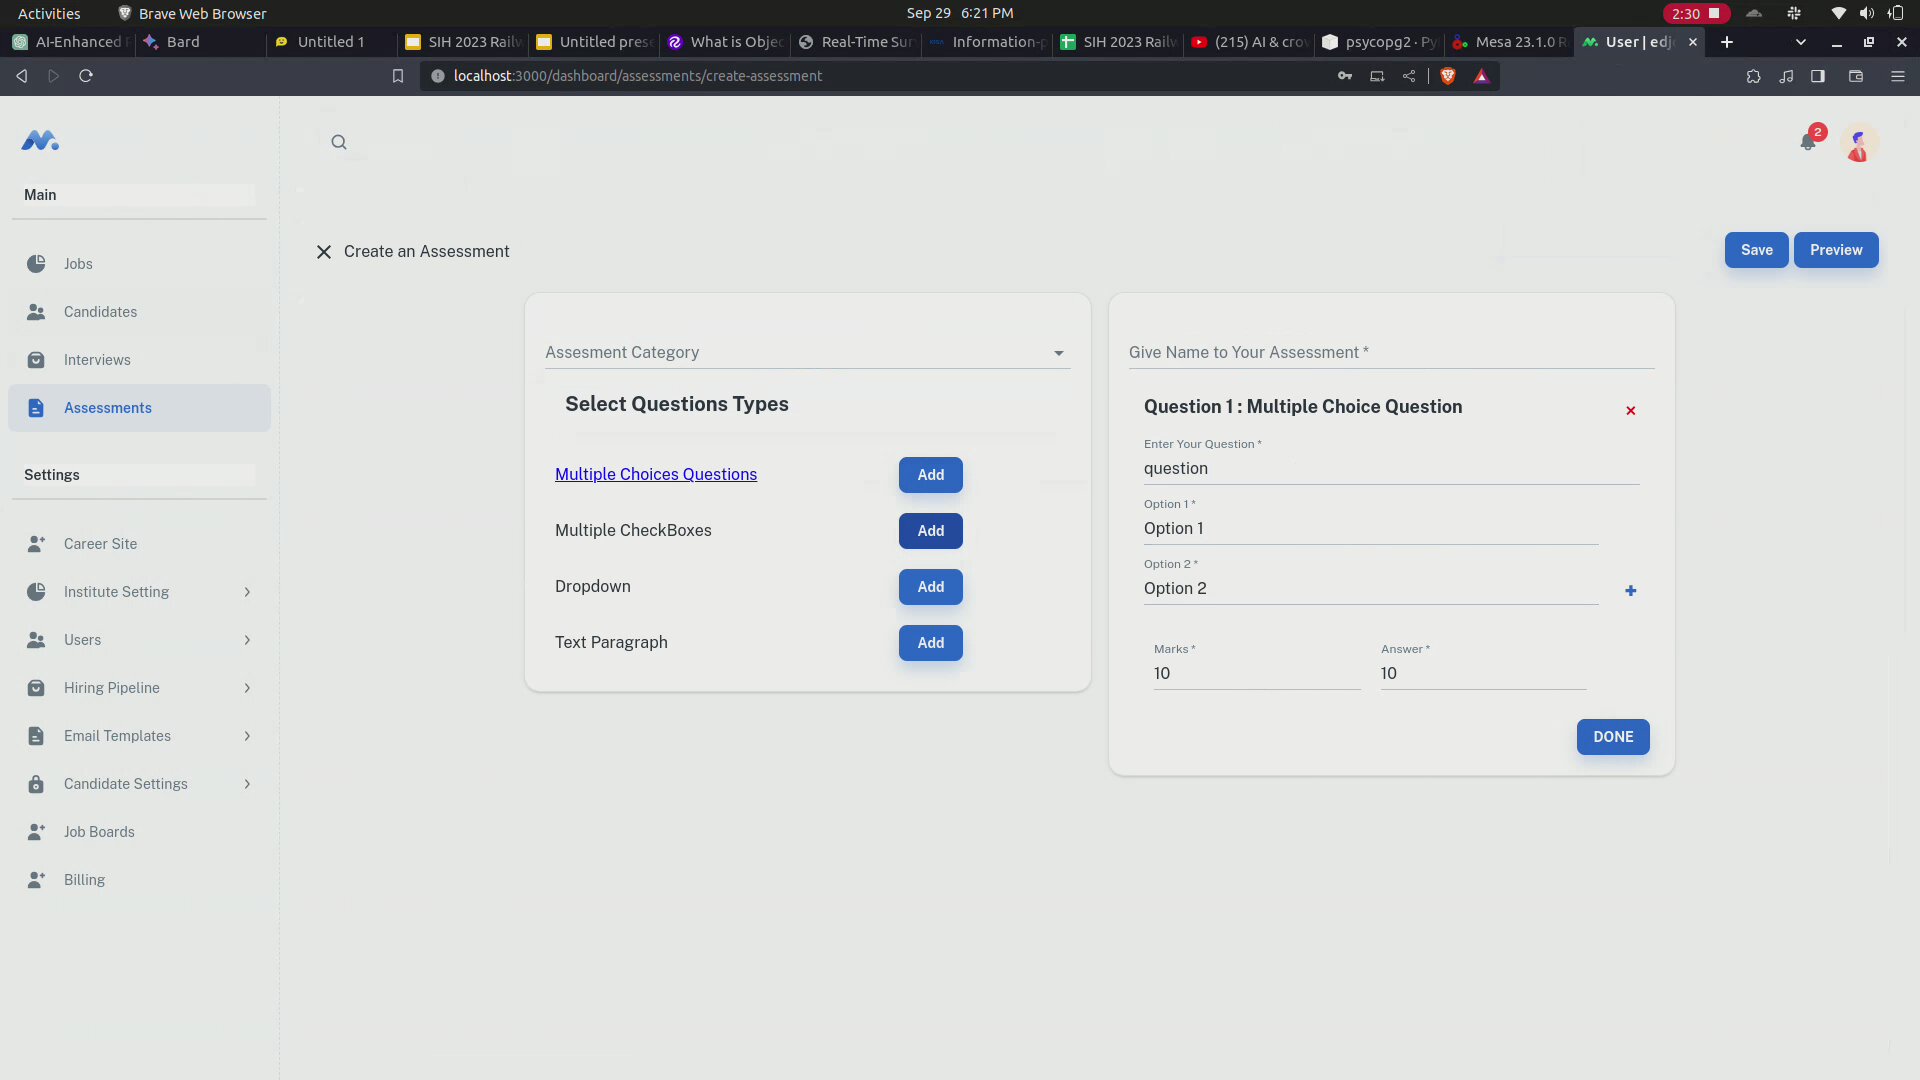 Activities
Brave Web Browser
Sep 29 6:21 PM
2:30
AI-Enhanced
Bard
Untitled 1
SIH 2023 Railw
Untitled prese
What is Objec
Real-Time Sur
Information-p
SIH 2023 Railw
(215) AI & crow
psycopg2 · Py
Mesa 23.1.0 R
User | edj
localhost:3000/dashboard/assessments/create-assessment
2
Main
Jobs
Candidates
Interviews
Assessments
Settings
Career Site
Institute Setting
Users
Hiring Pipeline
Email Templates
Candidate Settings
Job Boards
Billing
Create an Assessment
Save
Preview
Assesment Category
Select Questions Types
Multiple Choices Questions
Add
Multiple CheckBoxes
Add
Dropdown
Add
Text Paragraph
Add
Give Name to Your Assessment *
Question 1 : Multiple Choice Question
Enter Your Question *
question
Option 1 *
Option 1
Option 2 *
Option 2
Marks *
10
Answer *
10
DONE